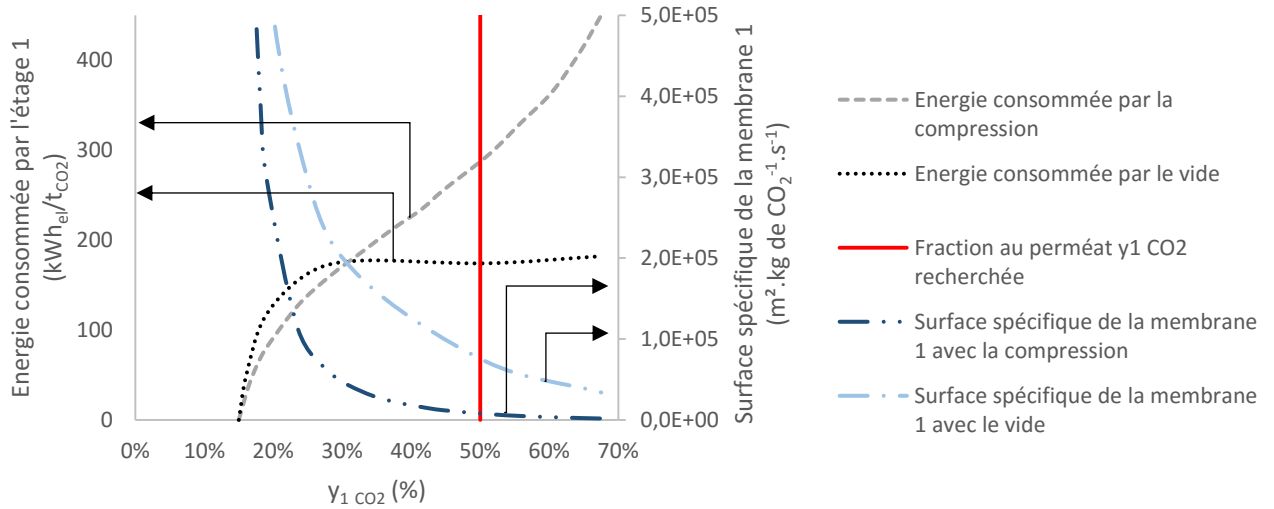 Energie consommée par l'étage 1
(kWhel/tCO2)
400
300
200
100
0
0%
10%
20%
30%
40%
50%
60%
70%
y1 CO2 (%)
5,0E+05
4,0E+05
3,0E+05
2,0E+05
1,0E+05
0,0E+00
Surface spécifique de la membrane 1
(m².kg de CO2-1.s-1)
Energie consommée par la
compression
Energie consommée par le vide
Fraction au perméat y1 CO2
recherchée
Surface spécifique de la membrane
1 avec la compression
Surface spécifique de la membrane
1 avec le vide